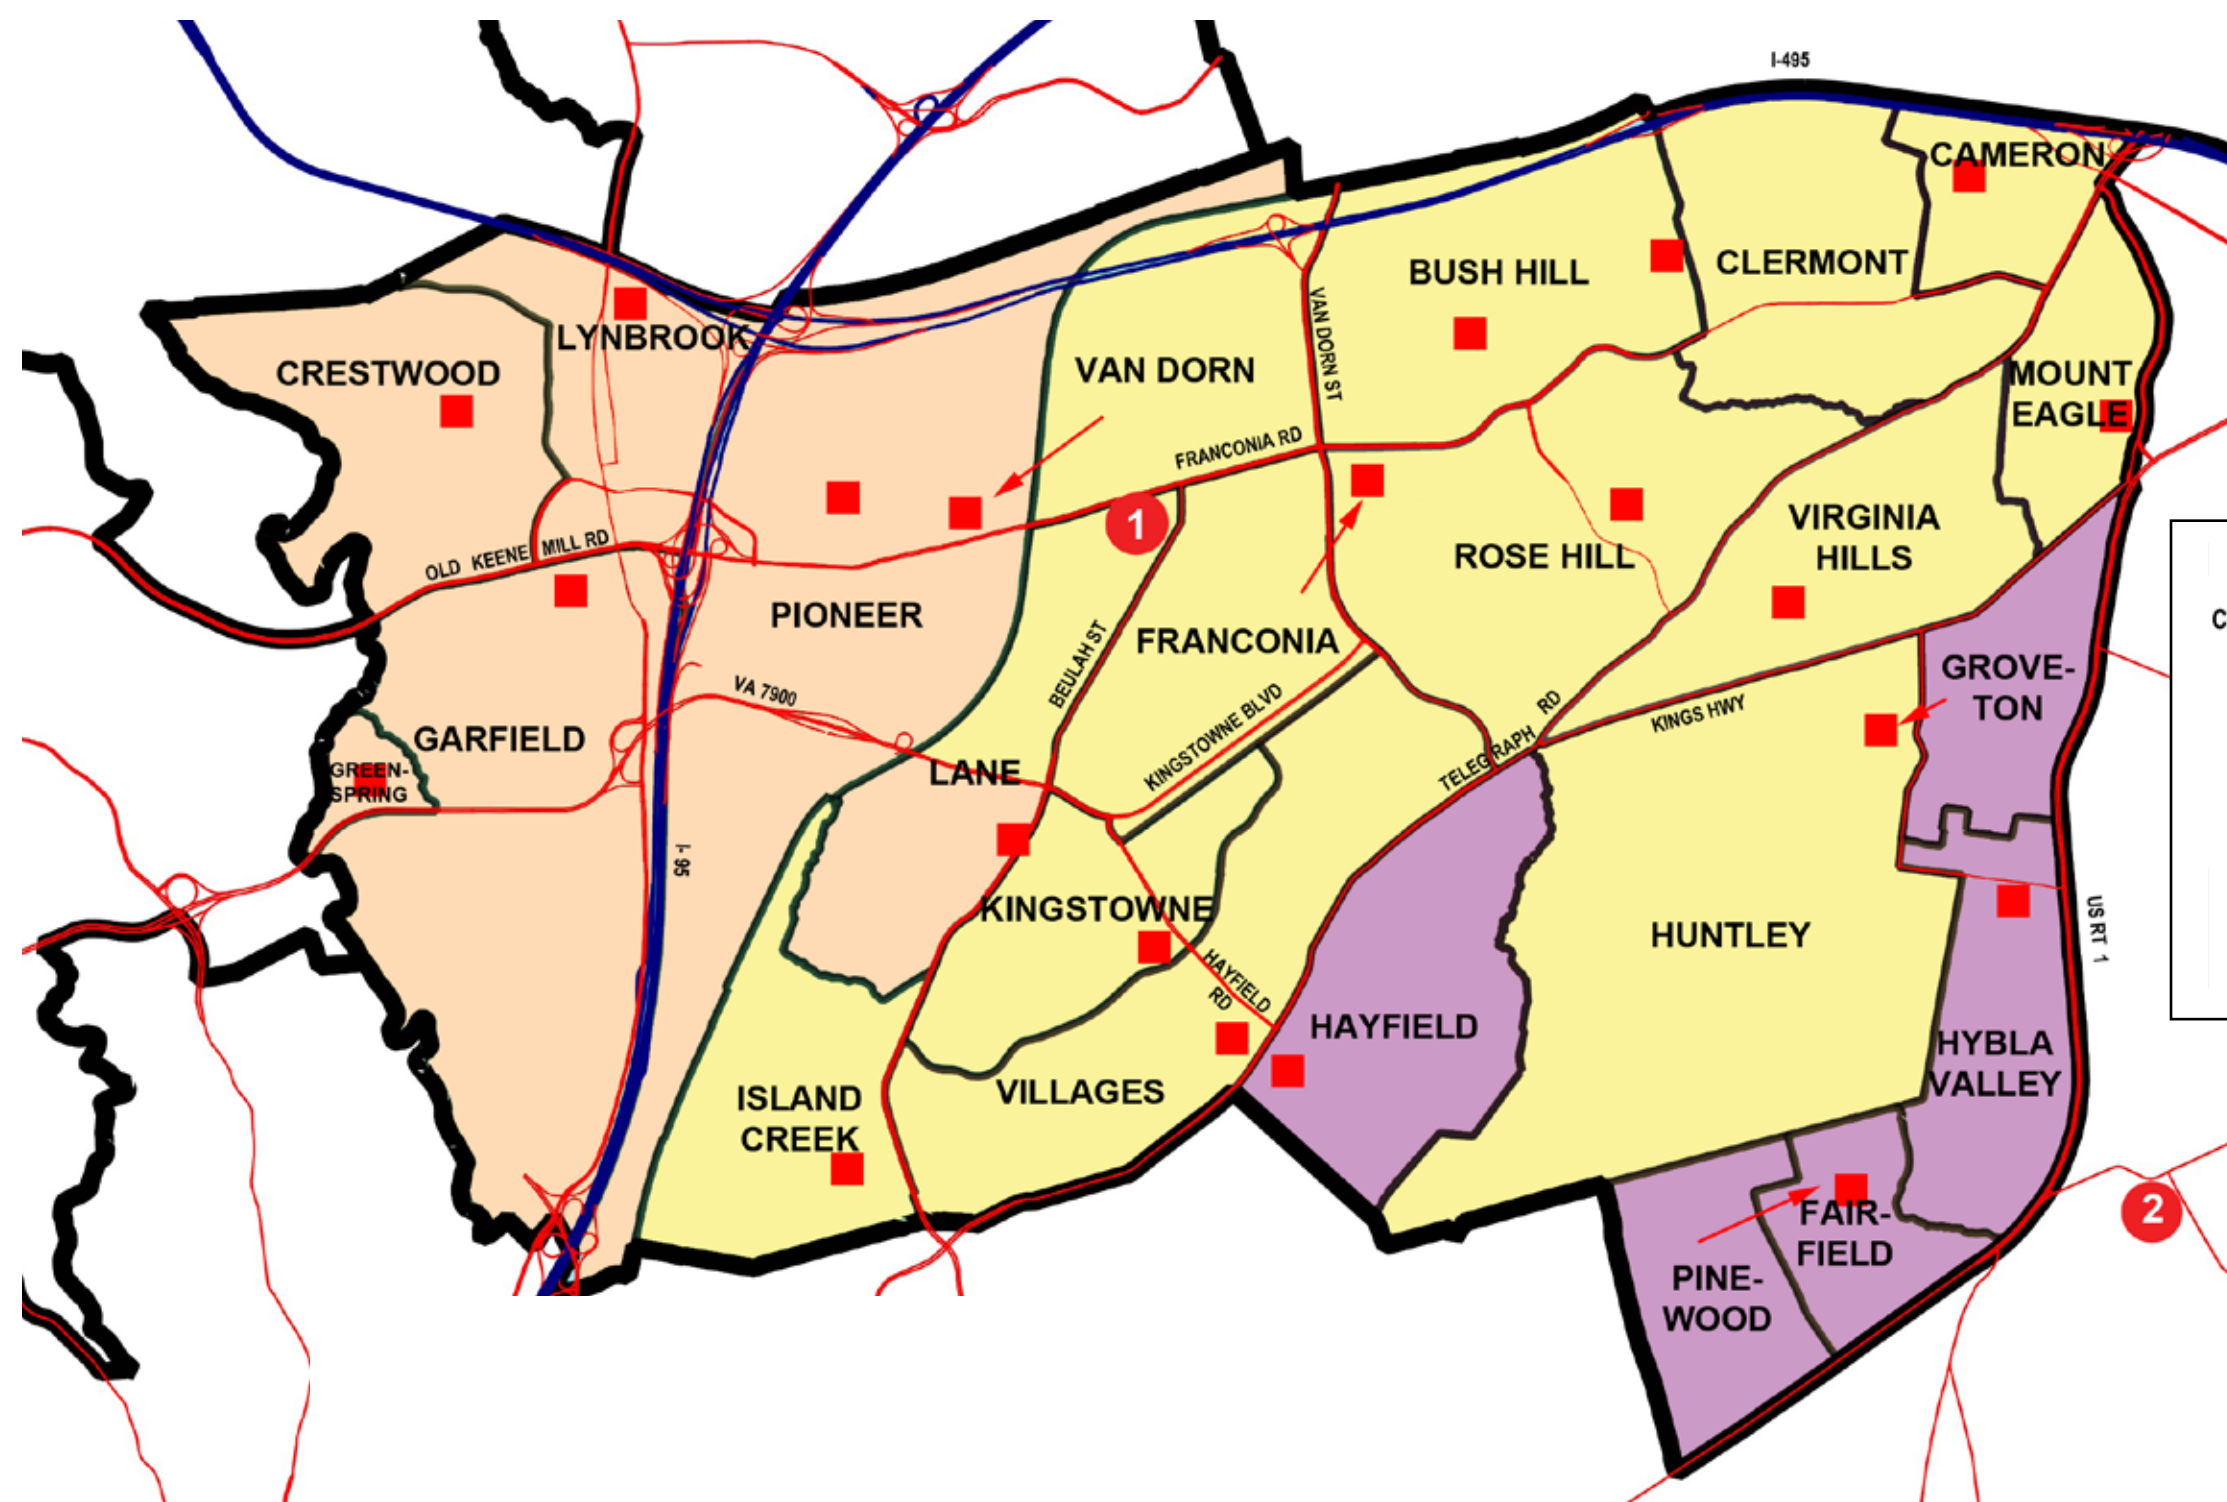 I-495
CAMERON
BUSH HILL
CLERMONT
LYNBROOK
CRESTWOOD
VAN DORN
VAN DORN ST
MOUNT
EAGLE
FRANCONIA RD
1
OLD KEENE MILL RD
VIRGINIA
HILLS
ROSE HILL
PIONEER
FRANCONIA
BEULAH ST
GROVE-
TON
VA 7900
KINGSTOWNE BLVD
KINGS HWY
TELEGRAPH RD
GARFIELD
GREEN-
SPRING
LANE
I-95
KINGSTOWNE
HUNTLEY
US RT 1
HAYFIELD
RD
HAYFIELD
HYBLA
VALLEY
ISLAND
CREEK
VILLAGES
2
FAIR-
FIELD
PINE-
WOOD
C